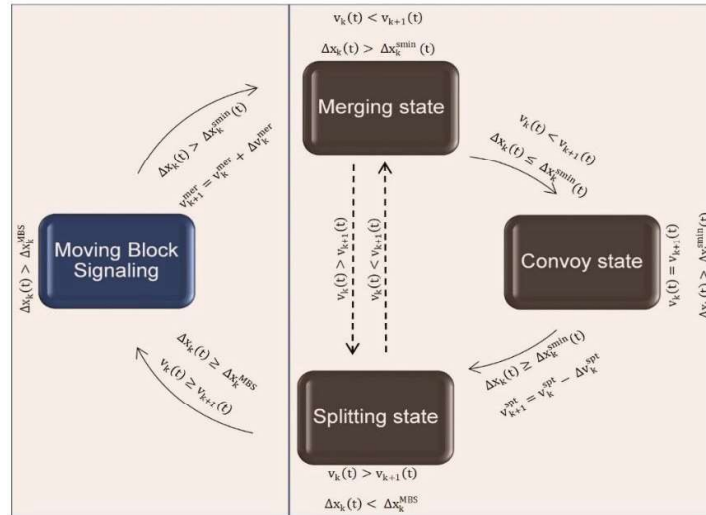 v_k(t) < v_{k+1}(t)
Δx_k(t) > Δx_k^{smin}(t)
Merging state
Δx_k(t) > Δx_k^{smin}(t)
v_{k+1}^{mer} = v_k^{mer} + Δv_k^{mer}
v_k(t) < v_{k+1}(t)
Δx_k(t) ≤ Δx_k^{smin}(t)
Δx_k(t) > Δx_k^{MBS}
Moving Block
Signaling
v_k(t) > v_{k+1}(t)
v_k(t) < v_{k+1}(t)
Convoy state
v_k(t) = v_{k+1}(t)
Δx_k(t) ≥ Δx_k^{smin}(t)
Δx_k(t) ≥ Δx_k^{MBS}
v_k(t) ≥ v_{k+z}(t)
Δx_k(t) ≥ Δx_k^{smin}(t)
v_{k+1}^{spt} = v_k^{spt} − Δv_k^{spt}
Splitting state
v_k(t) > v_{k+1}(t)
Δx_k(t) < Δx_k^{MBS}